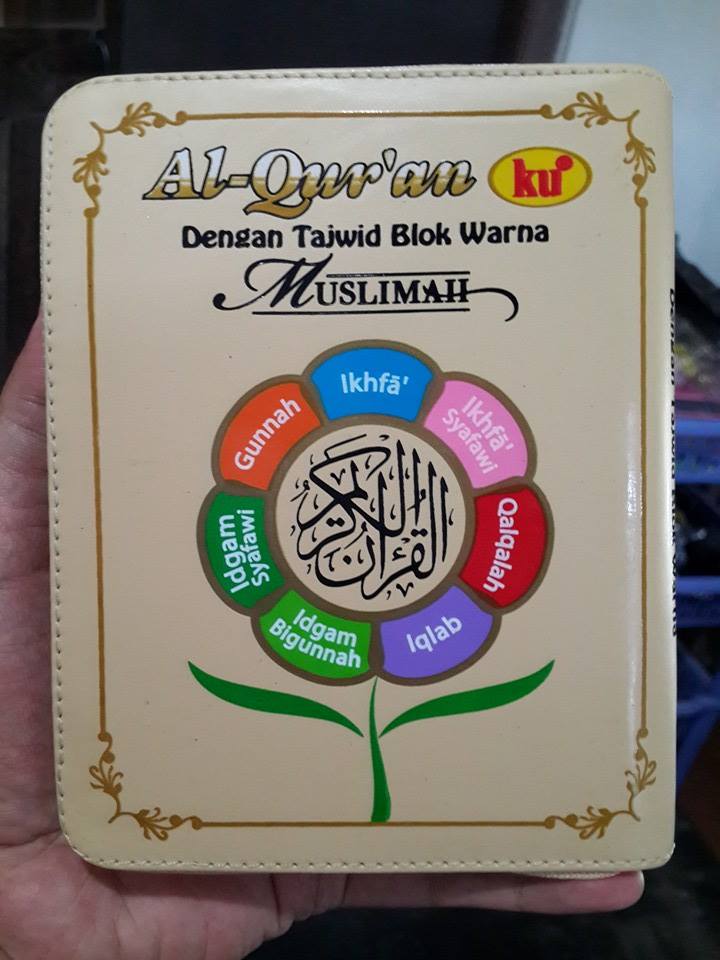 Al-Qur'an ku
Dengan Tajwid Blok Warna
MUSLIMAH
Ikhfā'
Ikhfā'
Syafawi
Qalqalah
Iqlab
Idgam
Bigunnah
Idgam
Syafawi
Gunnah
القرآن الكريم